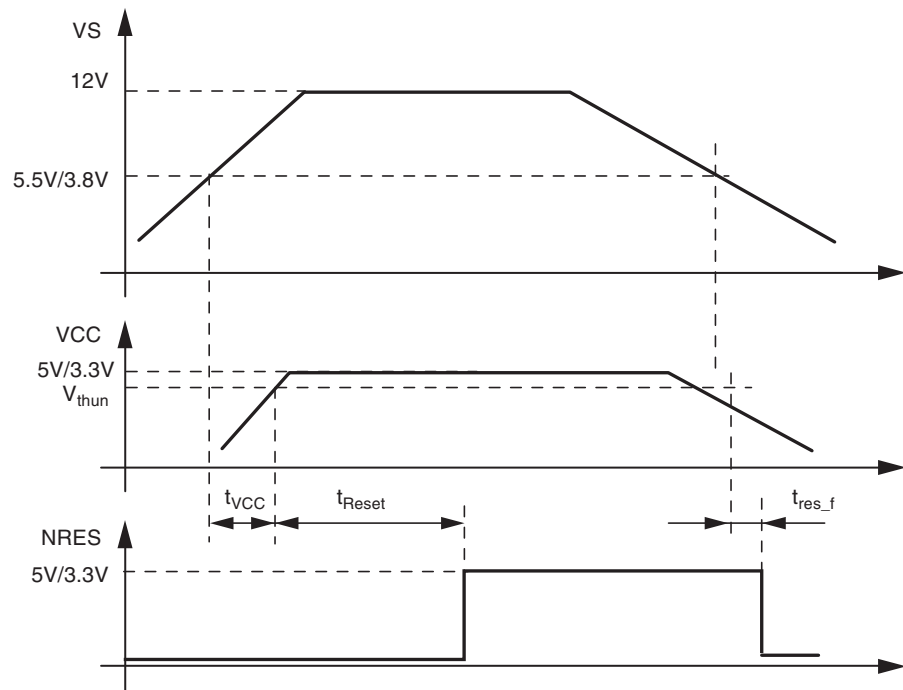 VS
12V
5.5V/3.8V
VCC
5V/3.3V
Vthun
tVCC
tReset
tres_f
NRES
5V/3.3V